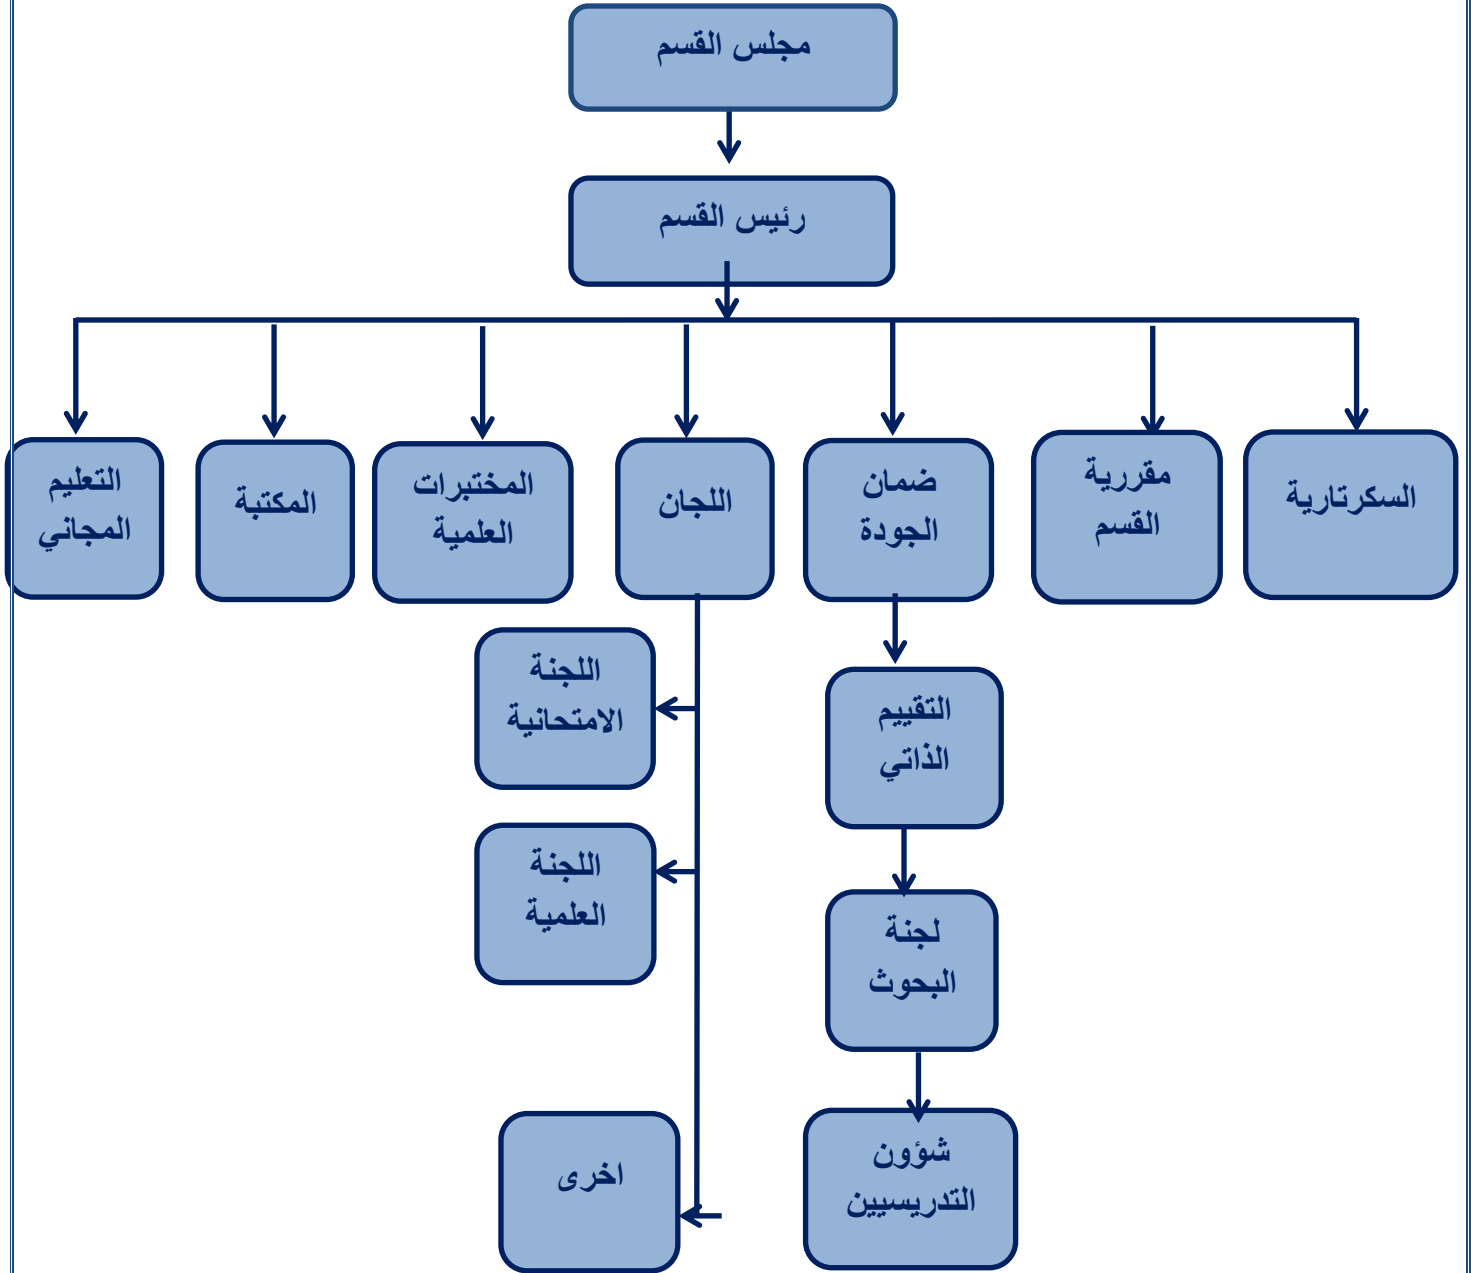 مجلس القسم
رئيس القسم
السكرتارية
مقررية
القسم
ضمان
الجودة
اللجان
المختبرات
العلمية
المكتبة
التعليم
المجاني
اللجنة
الامتحانية
التقييم
الذاتي
اللجنة
العلمية
لجنة
البحوث
اخرى
شؤون
التدريسيين